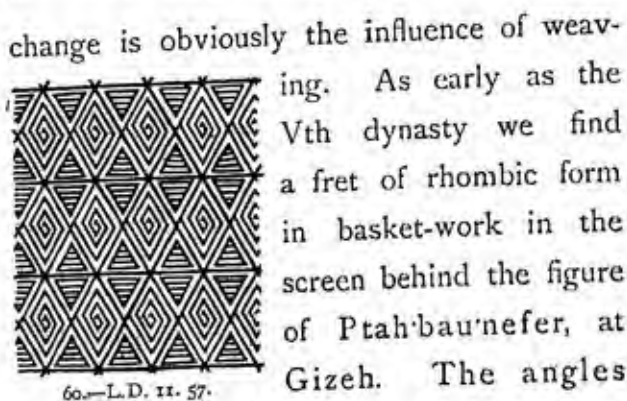 change is obviously the influence of weav-
ing. As early as the
Vth dynasty we find
a fret of rhombic form
in basket-work in the
screen behind the figure
of Ptah·bau·nefer, at
Gizeh. The angles
60.—L.D. II. 57.